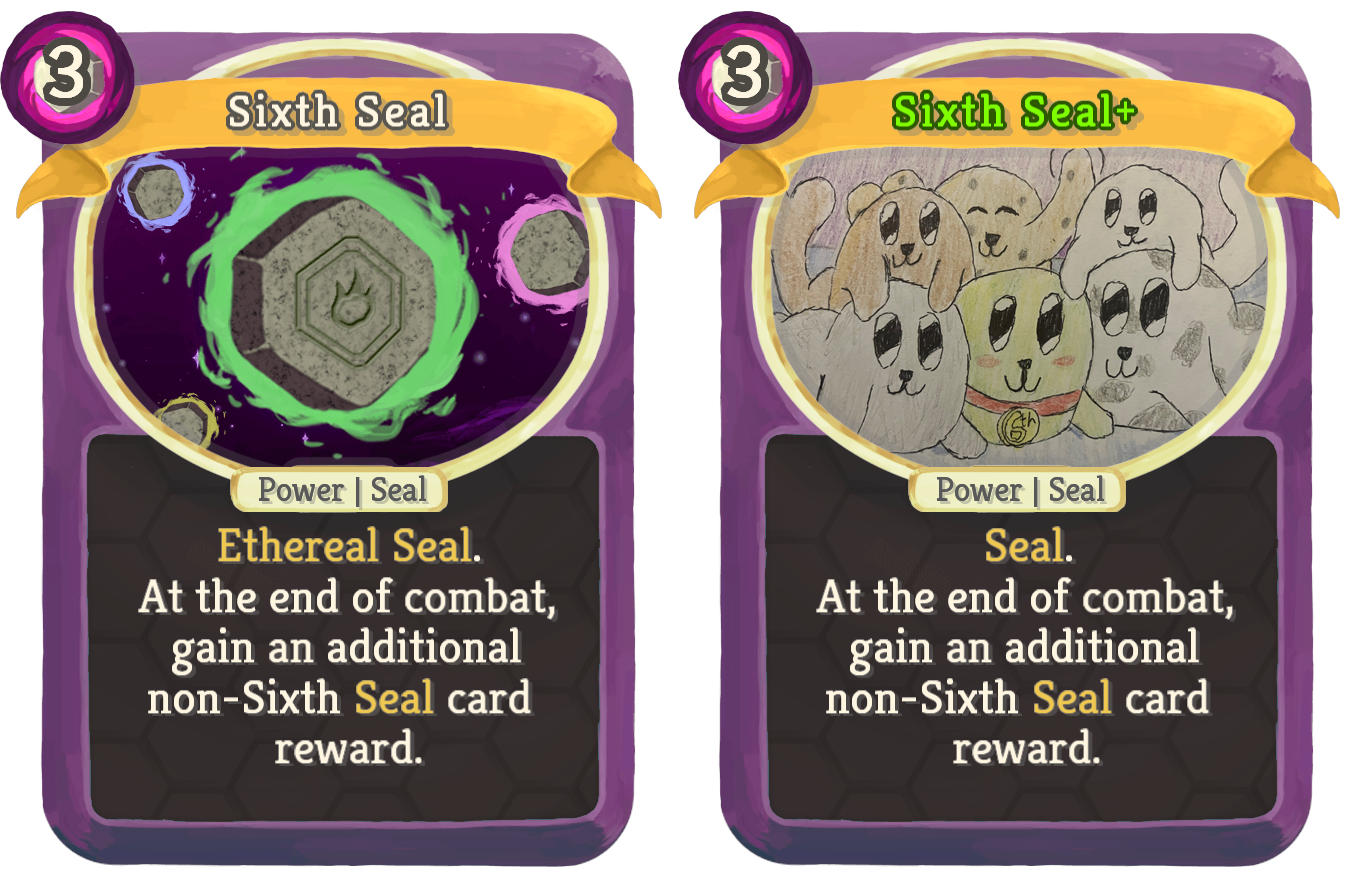 3
Sixth Seal
Power | Seal
Ethereal Seal.
At the end of combat,
gain an additional
non-Sixth Seal card
reward.
3
Sixth Seal+
6th
Power | Seal
Seal.
At the end of combat,
gain an additional
non-Sixth Seal card
reward.